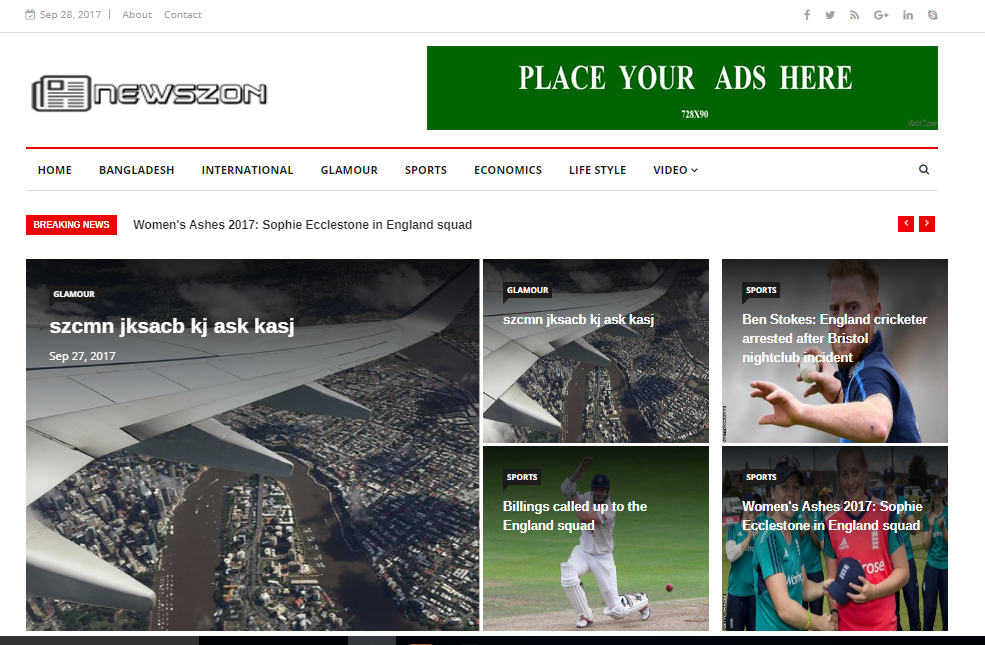 Sep 28, 2017 | About Contact
NEWSZON
PLACE YOUR ADS HERE
728X90
BestZone
HOME BANGLADESH INTERNATIONAL GLAMOUR SPORTS ECONOMICS LIFE STYLE VIDEO
BREAKING NEWS Women's Ashes 2017: Sophie Ecclestone in England squad
GLAMOUR
szcmn jksacb kj ask kasj
Sep 27, 2017
GLAMOUR
szcmn jksacb kj ask kasj
SPORTS
Ben Stokes: England cricketer
arrested after Bristol
nightclub incident
SPORTS
Billings called up to the
England squad
SPORTS
Women's Ashes 2017: Sophie
Ecclestone in England squad